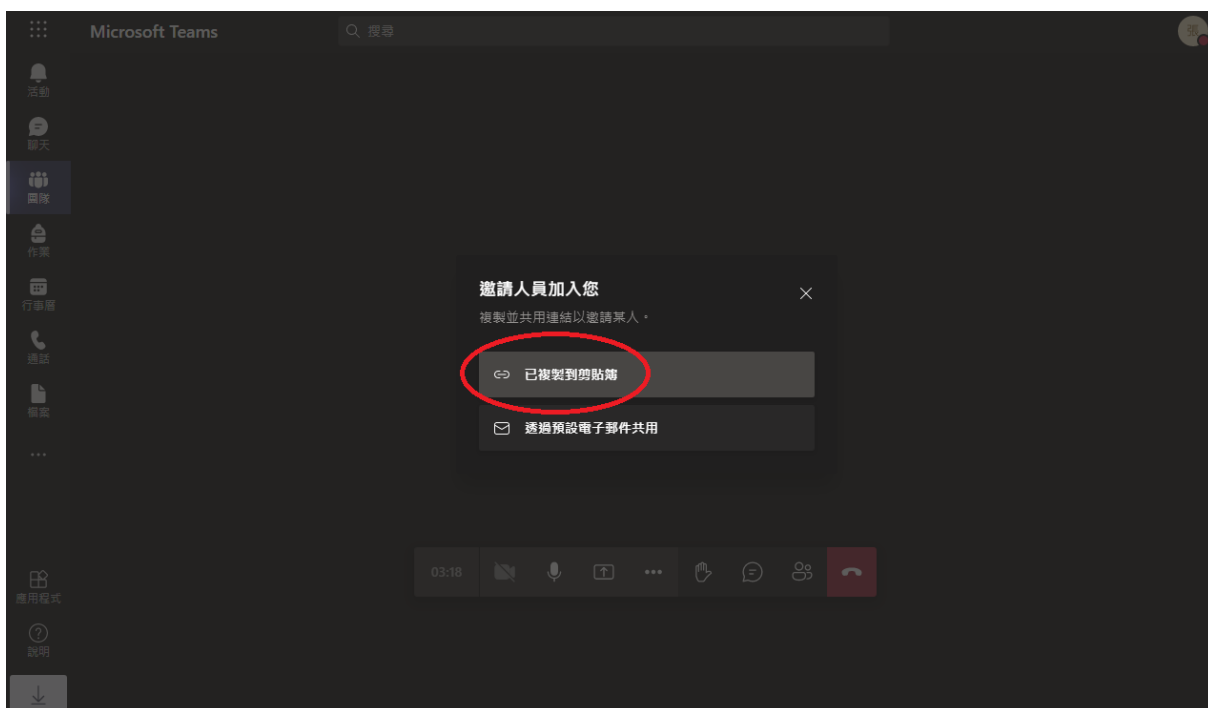 Microsoft Teams
搜尋
張
活動
聊天
團隊
作業
行事曆
通話
檔案
應用程式
說明
邀請人員加入您
複製並共用連結以邀請某人。
已複製到剪貼簿
透過預設電子郵件共用
03:18